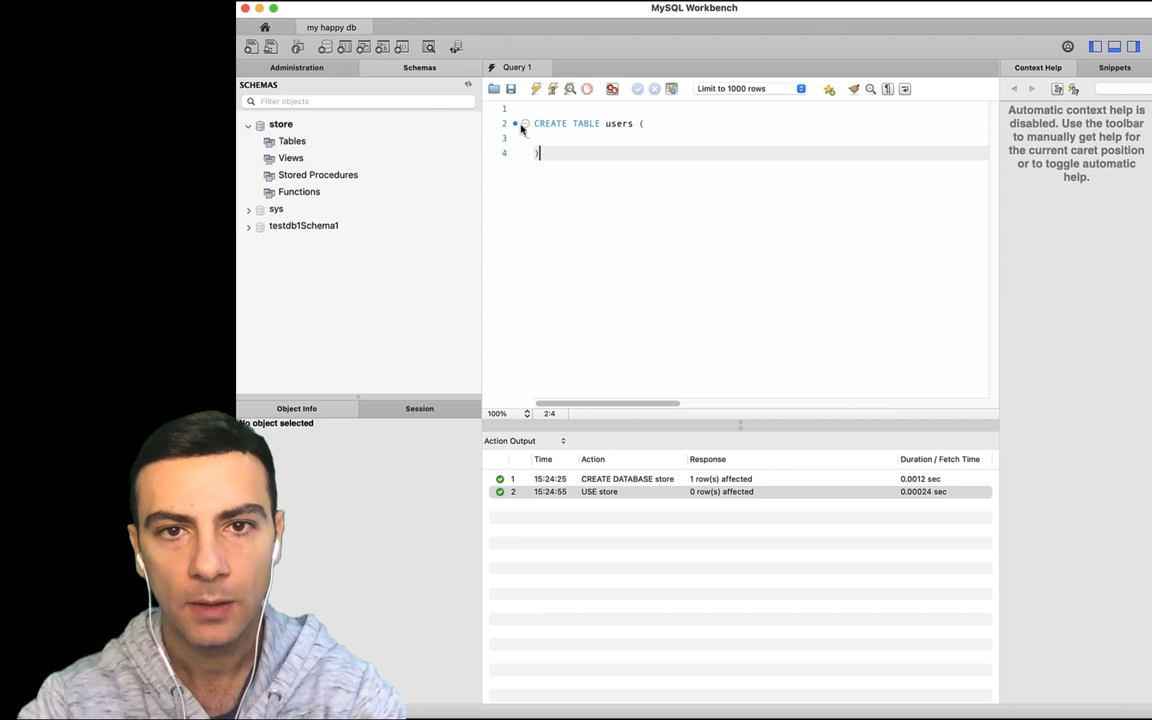 MySQL Workbench
my happy db
Administration
Schemas
Query 1
Context Help
Snippets
SCHEMAS
Filter objects
store
Tables
Views
Stored Procedures
Functions
sys
testdb1Schema1
Limit to 1000 rows
1
2 CREATE TABLE users (
3
4 )
Automatic context help is
disabled. Use the toolbar
to manually get help for
the current caret position
or to toggle automatic
help.
Object Info
Session
No object selected
100%
2:4
Action Output
Time
Action
Response
Duration / Fetch Time
1 15:24:25 CREATE DATABASE store 1 row(s) affected 0.0012 sec
2 15:24:55 USE store 0 row(s) affected 0.00024 sec